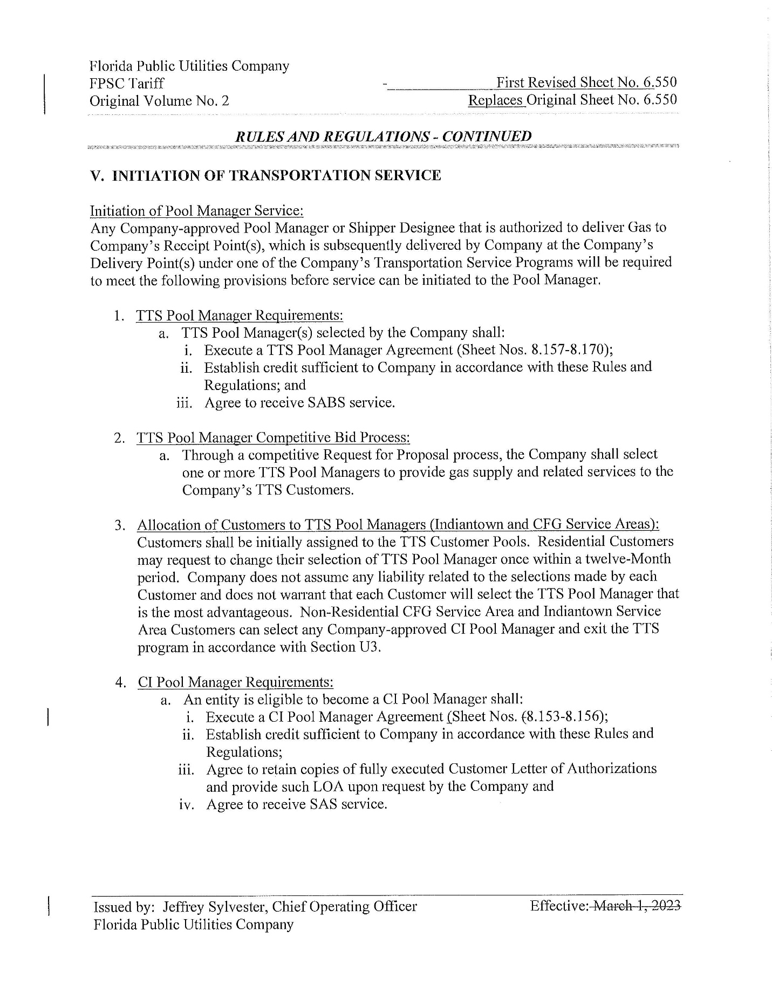 Florida Public Utilities Company
FPSC Tariff - First Revised Sheet No. 6.550
Original Volume No. 2 Replaces Original Sheet No. 6.550
RULES AND REGULATIONS - CONTINUED
V. INITIATION OF TRANSPORTATION SERVICE
Initiation of Pool Manager Service:
Any Company-approved Pool Manager or Shipper Designee that is authorized to deliver Gas to
Company's Receipt Point(s), which is subsequently delivered by Company at the Company's
Delivery Point(s) under one of the Company's Transportation Service Programs will be required
to meet the following provisions before service can be initiated to the Pool Manager.
1. TTS Pool Manager Requirements:
a. TTS Pool Manager(s) selected by the Company shall:
i. Execute a TTS Pool Manager Agreement (Sheet Nos. 8.157-8.170);
ii. Establish credit sufficient to Company in accordance with these Rules and
Regulations; and
iii. Agree to receive SABS service.
2. TTS Pool Manager Competitive Bid Process:
a. Through a competitive Request for Proposal process, the Company shall select
one or more TTS Pool Managers to provide gas supply and related services to the
Company's TTS Customers.
3. Allocation of Customers to TTS Pool Managers (Indiantown and CFG Service Areas):
Customers shall be initially assigned to the TTS Customer Pools. Residential Customers
may request to change their selection of TTS Pool Manager once within a twelve-Month
period. Company does not assume any liability related to the selections made by each
Customer and does not warrant that each Customer will select the TTS Pool Manager that
is the most advantageous. Non-Residential CFG Service Area and Indiantown Service
Area Customers can select any Company-approved CI Pool Manager and exit the TTS
program in accordance with Section U3.
4. CI Pool Manager Requirements:
a. An entity is eligible to become a CI Pool Manager shall:
i. Execute a CI Pool Manager Agreement (Sheet Nos. (8.153-8.156);
ii. Establish credit sufficient to Company in accordance with these Rules and
Regulations;
iii. Agree to retain copies of fully executed Customer Letter of Authorizations
and provide such LOA upon request by the Company and
iv. Agree to receive SAS service.
Issued by: Jeffrey Sylvester, Chief Operating Officer Effective: March 1, 2023
Florida Public Utilities Company